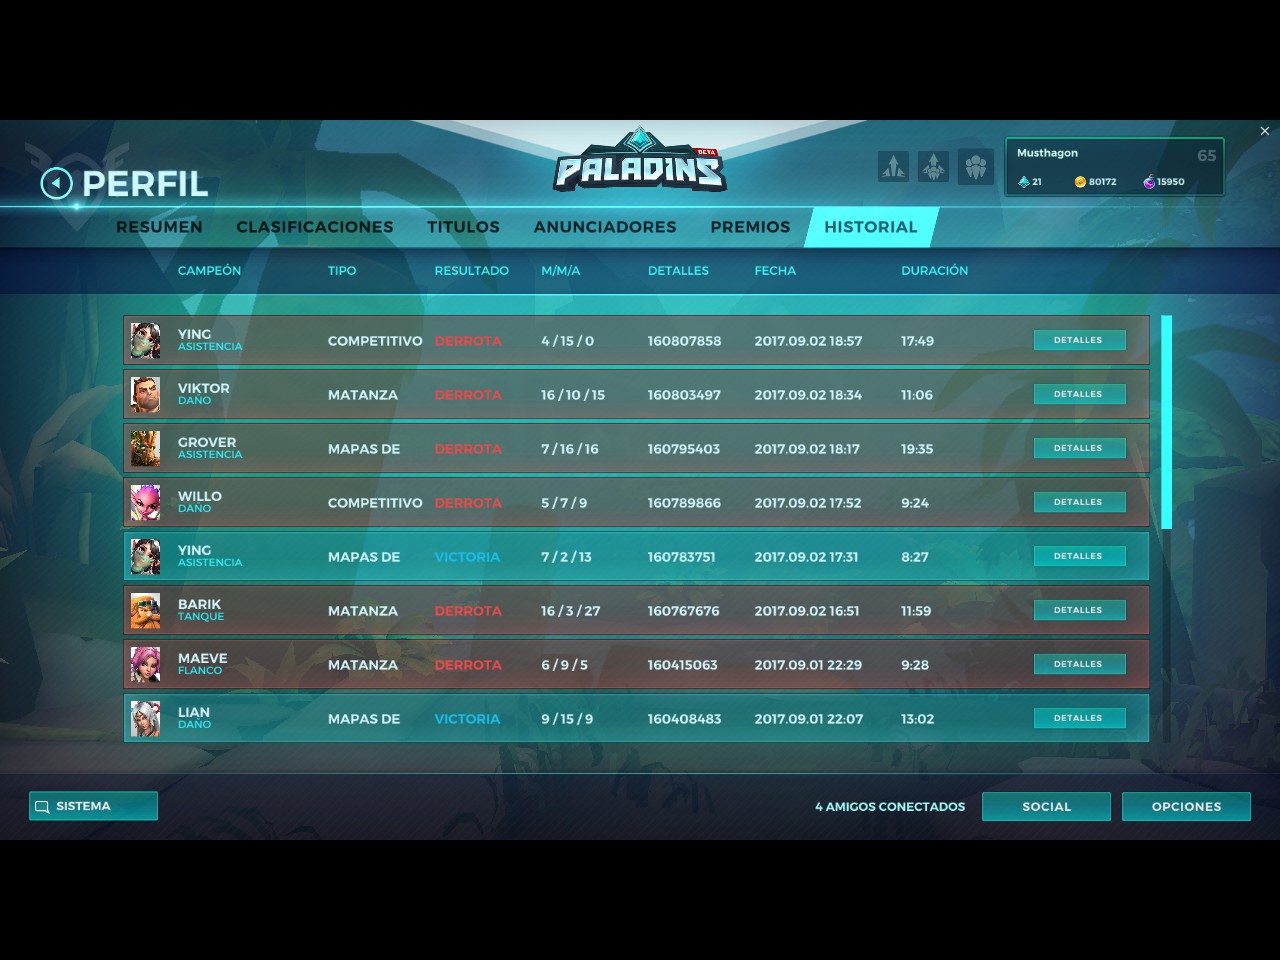 PERFIL
BETA
PALADINS
Musthagon 65
21 80172 15950
RESUMEN CLASIFICACIONES TITULOS ANUNCIADORES PREMIOS HISTORIAL
CAMPEÓN TIPO RESULTADO M/M/A DETALLES FECHA DURACIÓN
YING
ASISTENCIA
COMPETITIVO DERROTA 4 / 15 / 0 160807858 2017.09.02 18:57 17:49 DETALLES
VIKTOR
DAÑO
MATANZA DERROTA 16 / 10 / 15 160803497 2017.09.02 18:34 11:06 DETALLES
GROVER
ASISTENCIA
MAPAS DE DERROTA 7 / 16 / 16 160795403 2017.09.02 18:17 19:35 DETALLES
WILLO
DAÑO
COMPETITIVO DERROTA 5 / 7 / 9 160789866 2017.09.02 17:52 9:24 DETALLES
YING
ASISTENCIA
MAPAS DE VICTORIA 7 / 2 / 13 160783751 2017.09.02 17:31 8:27 DETALLES
BARIK
TANQUE
MATANZA DERROTA 16 / 3 / 27 160767676 2017.09.02 16:51 11:59 DETALLES
MAEVE
FLANCO
MATANZA DERROTA 6 / 9 / 5 160415063 2017.09.01 22:29 9:28 DETALLES
LIAN
DAÑO
MAPAS DE VICTORIA 9 / 15 / 9 160408483 2017.09.01 22:07 13:02 DETALLES
SISTEMA 4 AMIGOS CONECTADOS SOCIAL OPCIONES